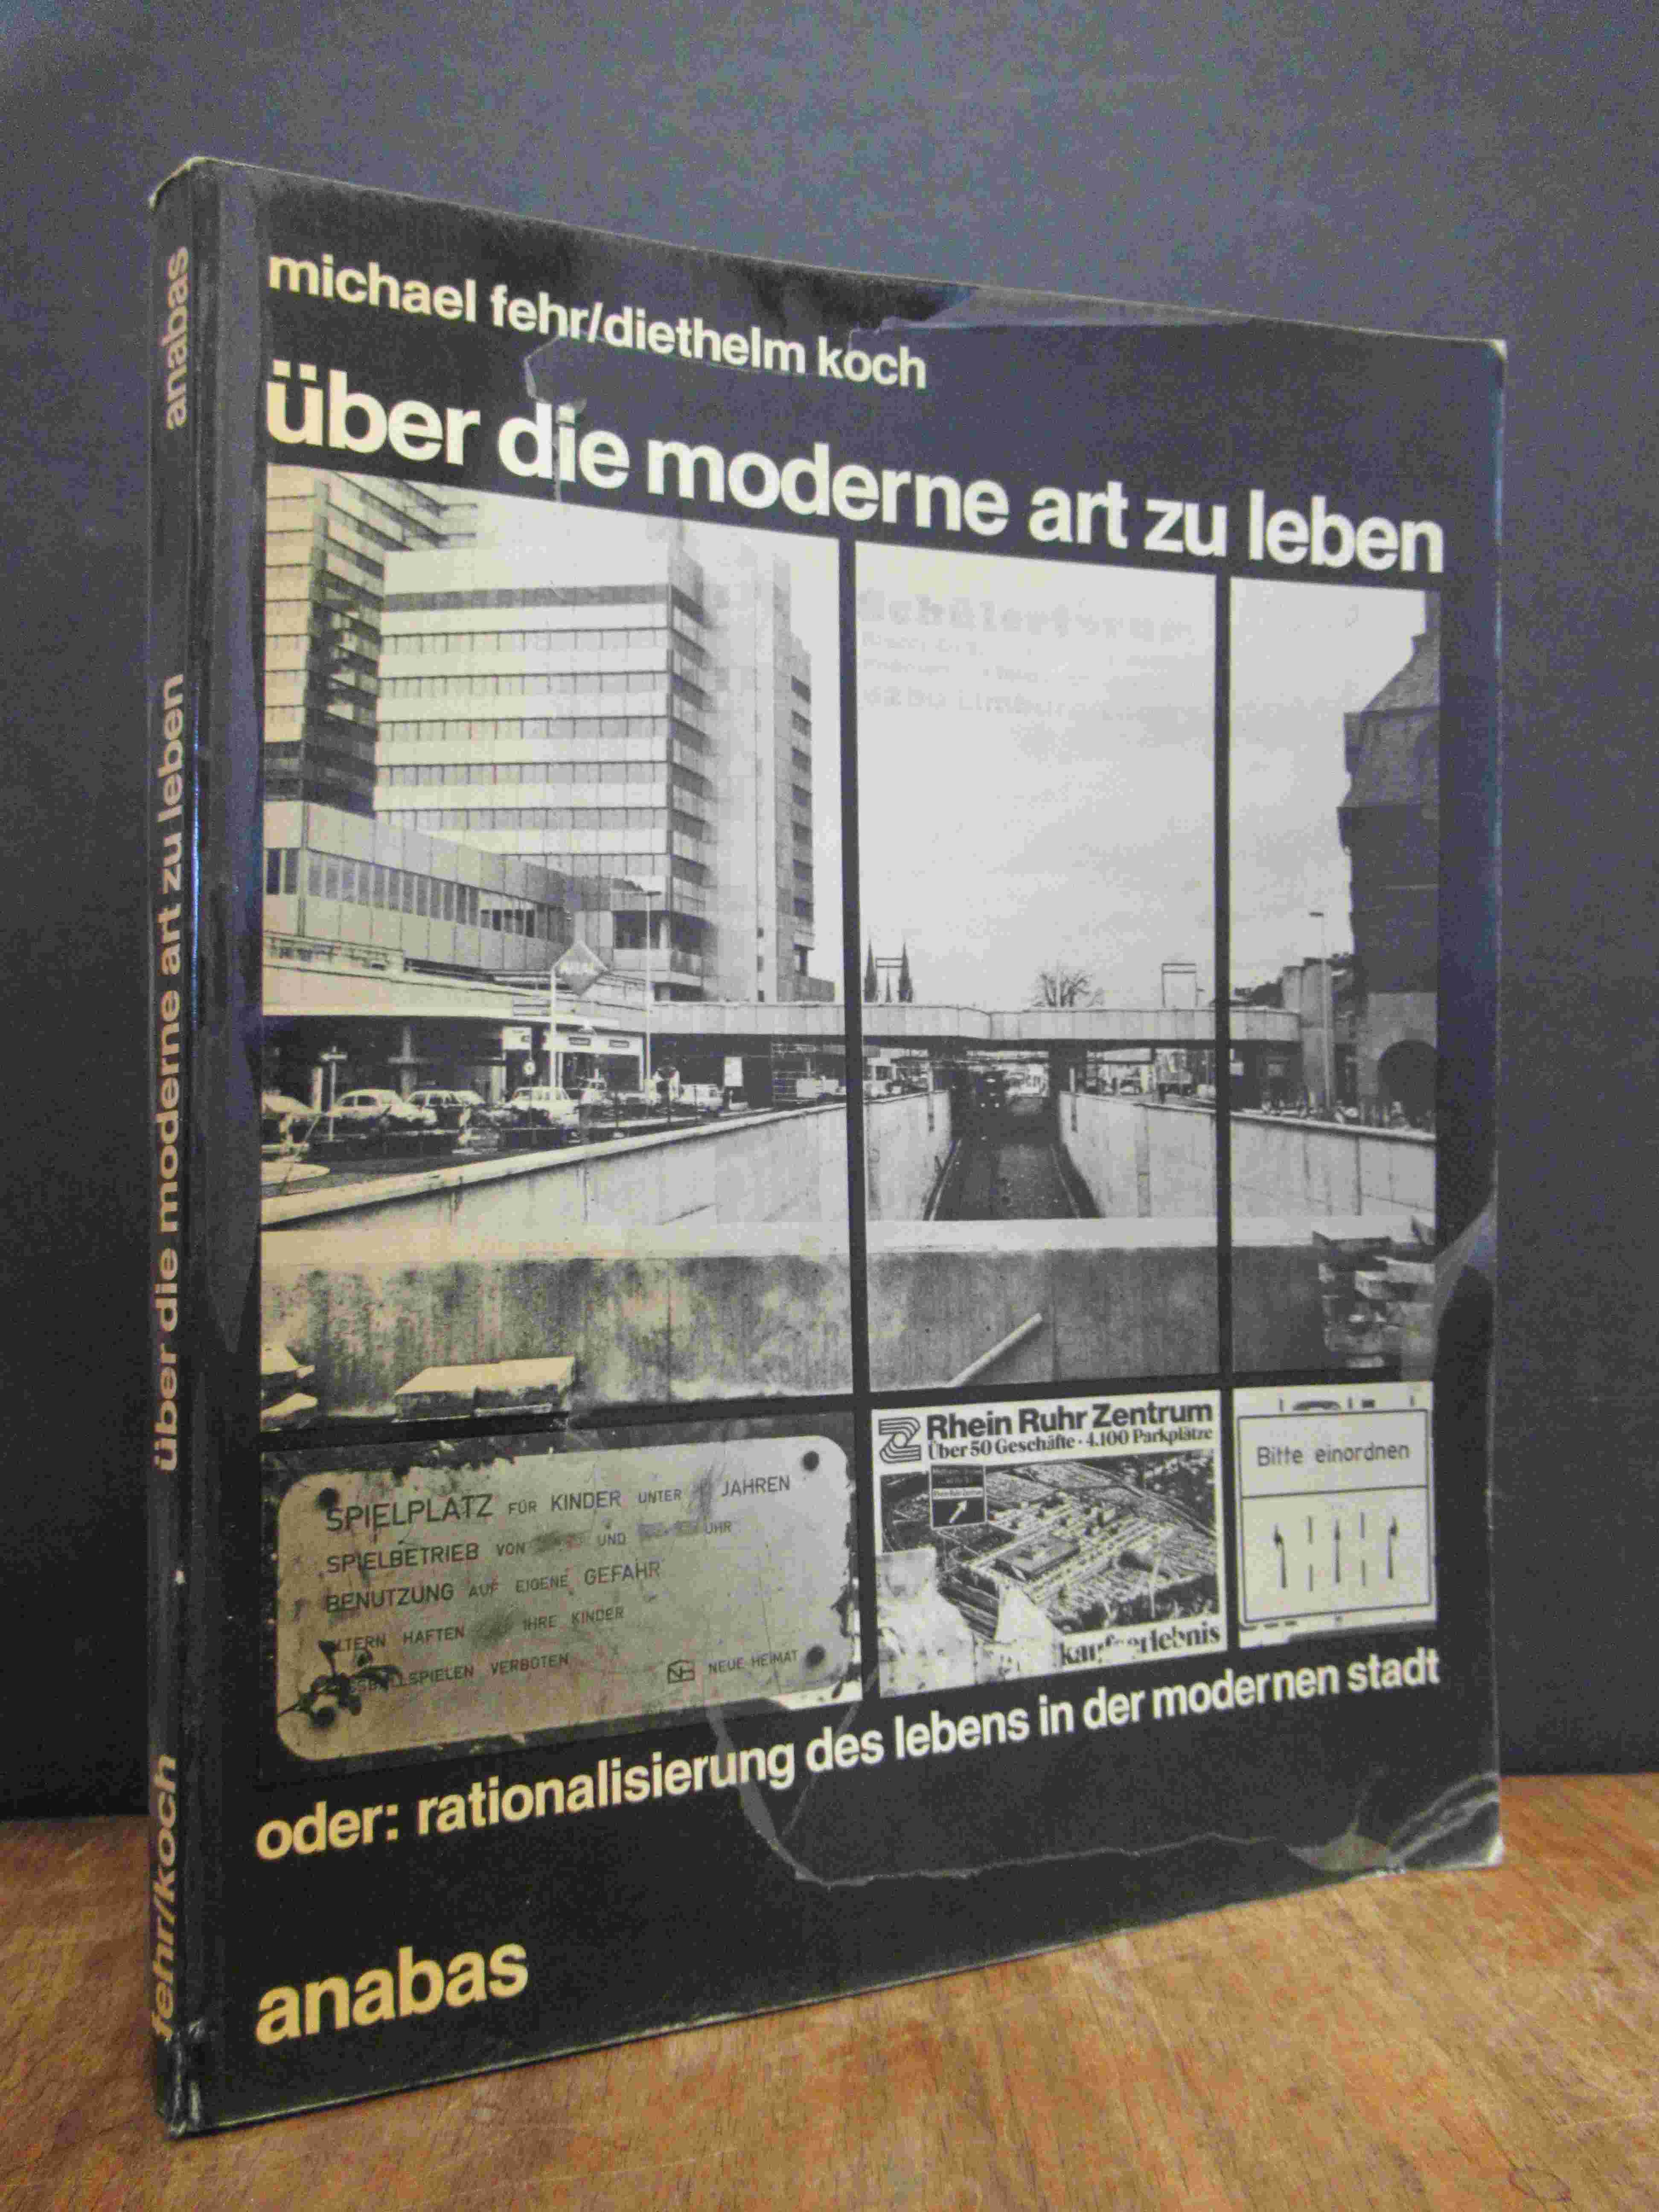 michael fehr/diethelm koch
über die moderne art zu leben
ARAL
SPIELPLATZ FÜR KINDER UNTER JAHREN
SPIELBETRIEB VON UND UHR
BENUTZUNG AUF EIGENE GEFAHR
ELTERN HAFTEN IHRE KINDER
SPIELEN VERBOTEN
NEUE HEIMAT
Rhein Ruhr Zentrum
Über 50 Geschäfte · 4.100 Parkplätze
Bitte einordnen
oder: rationalisierung des lebens in der modernen stadt
anabas
anabas
über die moderne art zu leben
fehr/koch